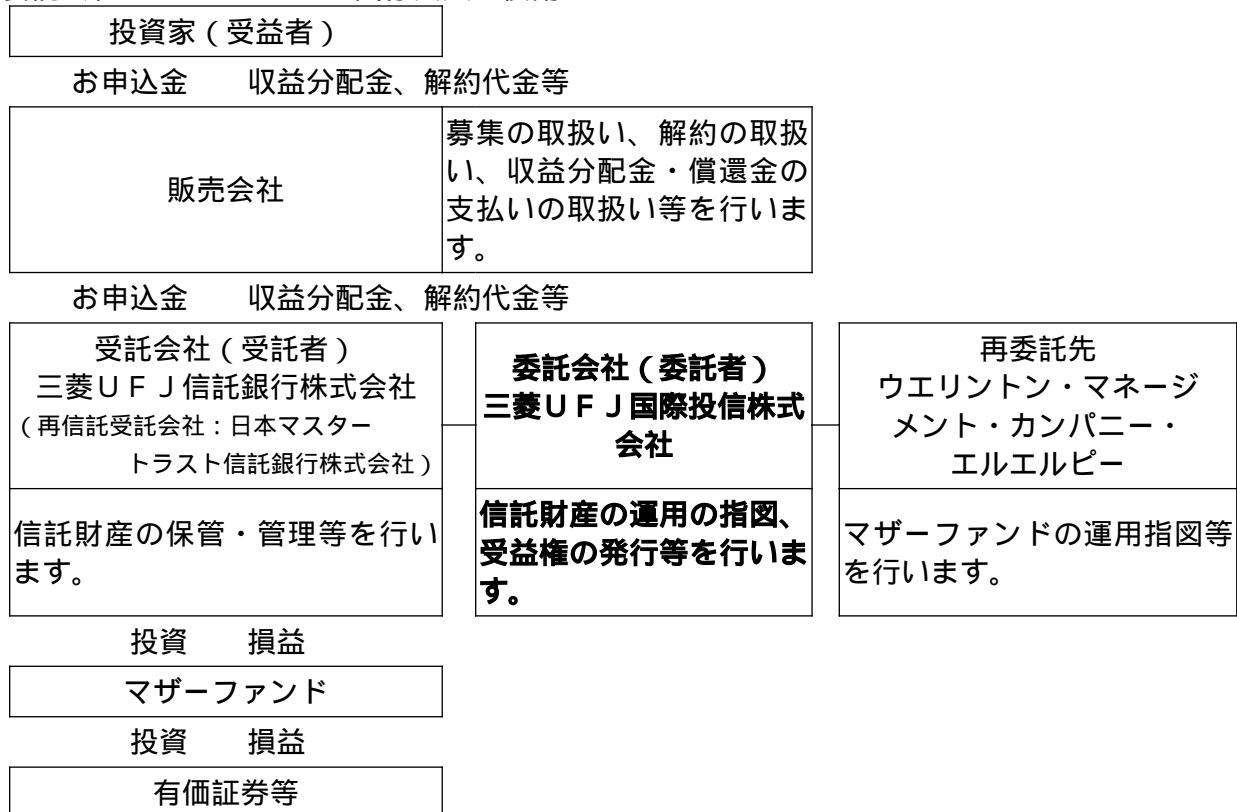 投資家(受益者)
お申込金　収益分配金、解約代金等
販売会社
募集の取扱い、解約の取扱
い、収益分配金・償還金の
支払いの取扱い等を行いま
す。
お申込金　収益分配金、解約代金等
受託会社(受託者)
三菱UFJ信託銀行株式会社
(再信託受託会社:日本マスター
トラスト信託銀行株式会社)
委託会社(委託者)
三菱UFJ国際投信株式
会社
再委託先
ウエリントン・マネージ
メント・カンパニー・
エルエルピー
信託財産の保管・管理等を行い
ます。
信託財産の運用の指図、
受益権の発行等を行いま
す。
マザーファンドの運用指図等
を行います。
投資　損益
マザーファンド
投資　損益
有価証券等